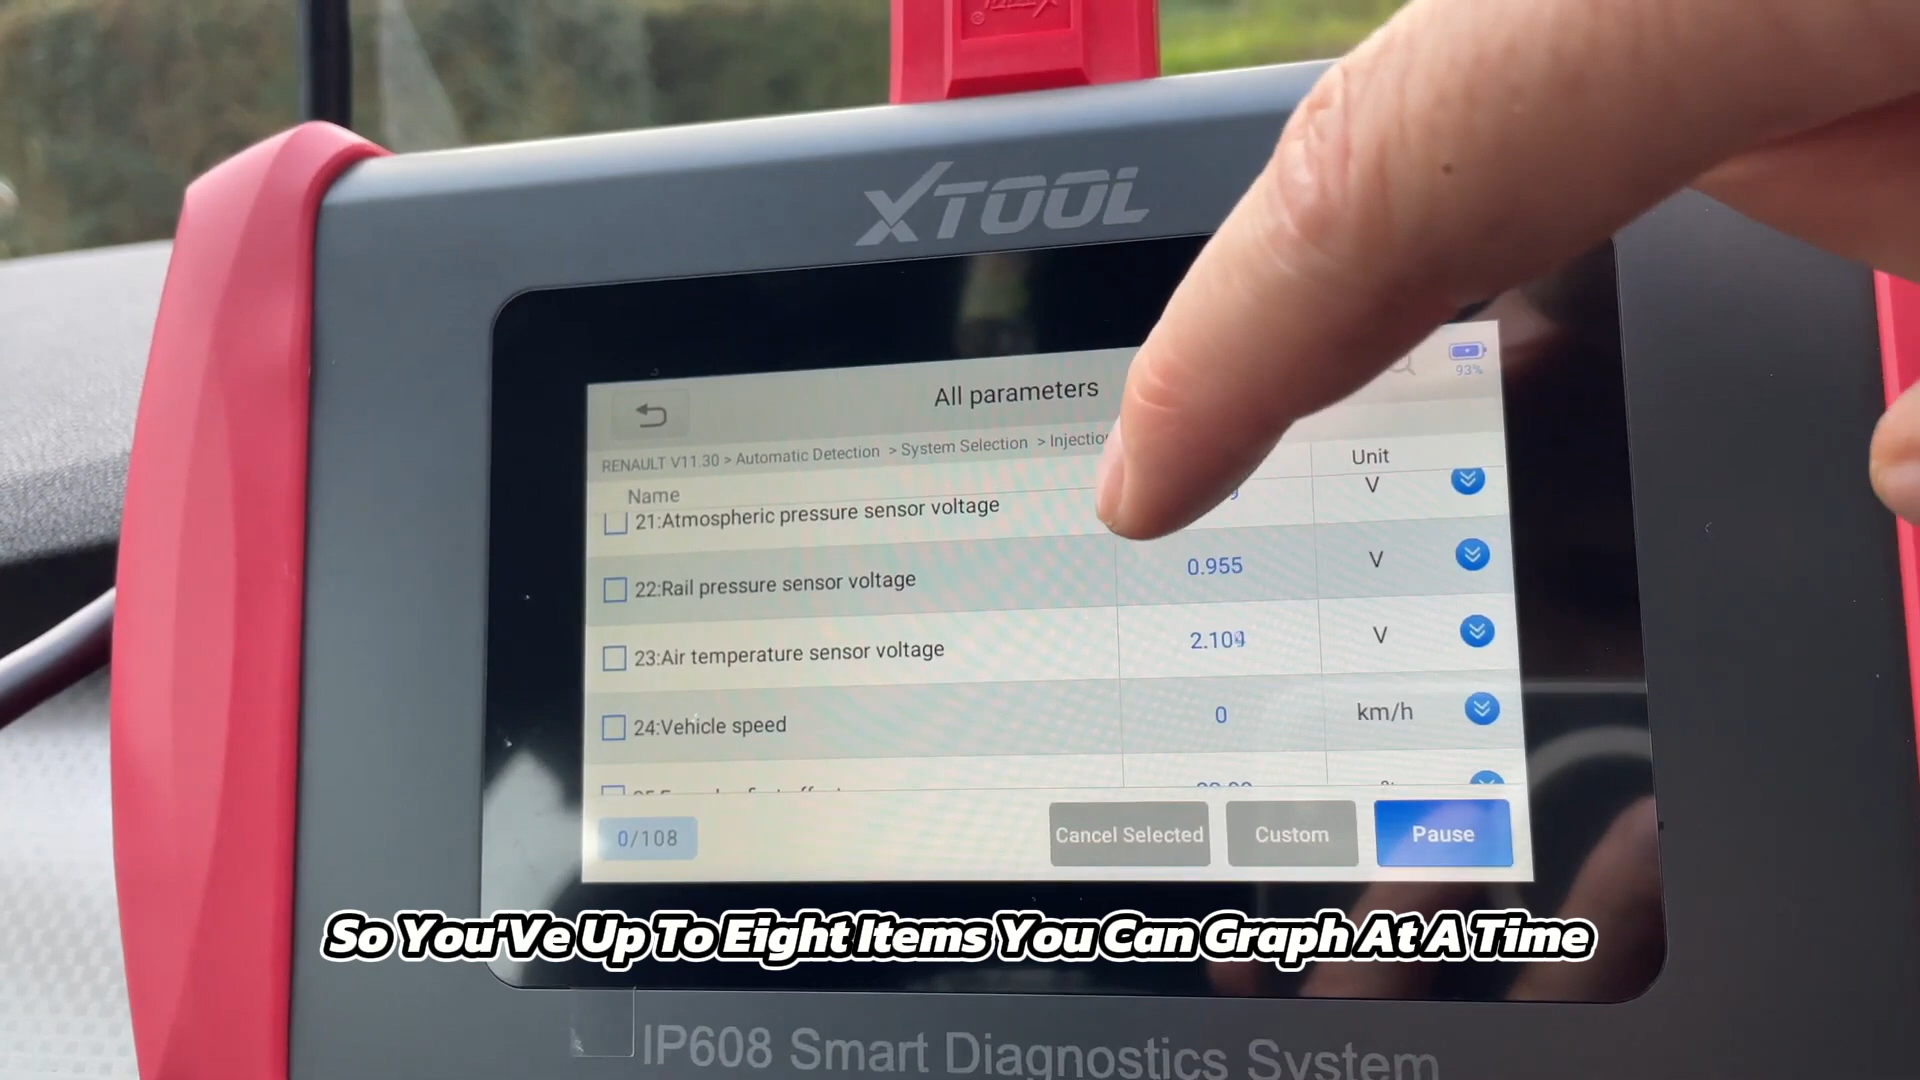 XTOOL
93%
All parameters
RENAULT V11.30 > Automatic Detection > System Selection > Injection
Name
Unit
21:Atmospheric pressure sensor voltage
V
22:Rail pressure sensor voltage
0.955
V
23:Air temperature sensor voltage
V
24:Vehicle speed
0
km/h
0/108
Cancel Selected
Custom
Pause
So You'Ve Up To Eight Items You Can Graph At A Time
IP608 Smart Diagnostics System